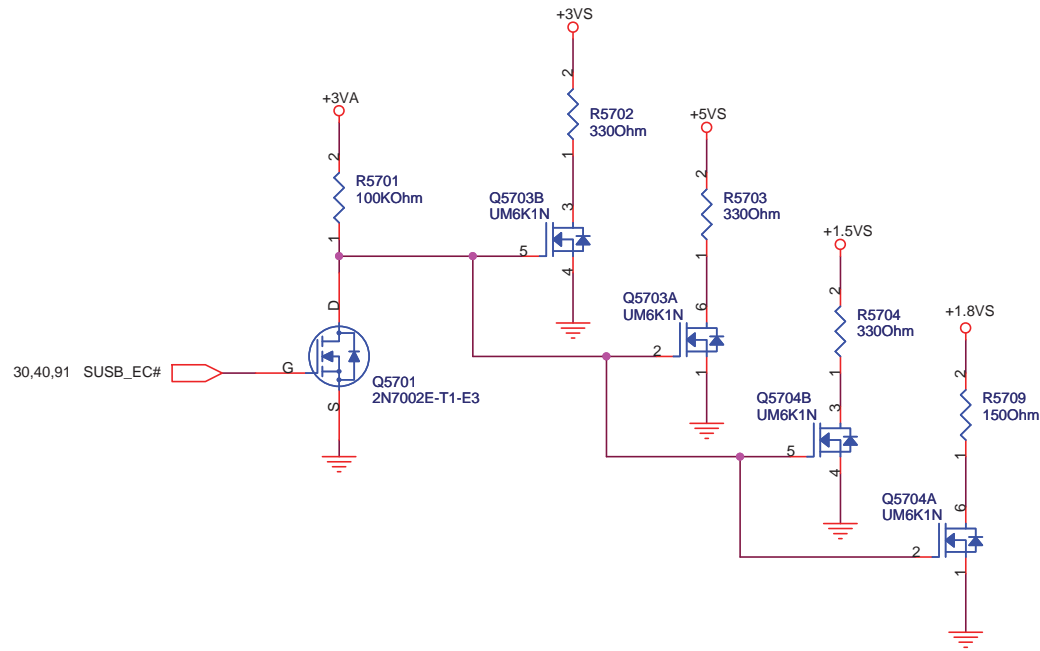 +3VS
2
R5702
330Ohm
1
+3VA
2
R5701
100KOhm
1
+5VS
2
R5703
330Ohm
1
Q5703B
UM6K1N
3
5
4
+1.5VS
2
R5704
330Ohm
1
Q5703A
UM6K1N
6
2
1
+1.8VS
2
R5709
150Ohm
1
D
30,40,91 SUSB_EC#
G
S
Q5701
2N7002E-T1-E3
Q5704B
UM6K1N
3
5
4
Q5704A
UM6K1N
6
2
1